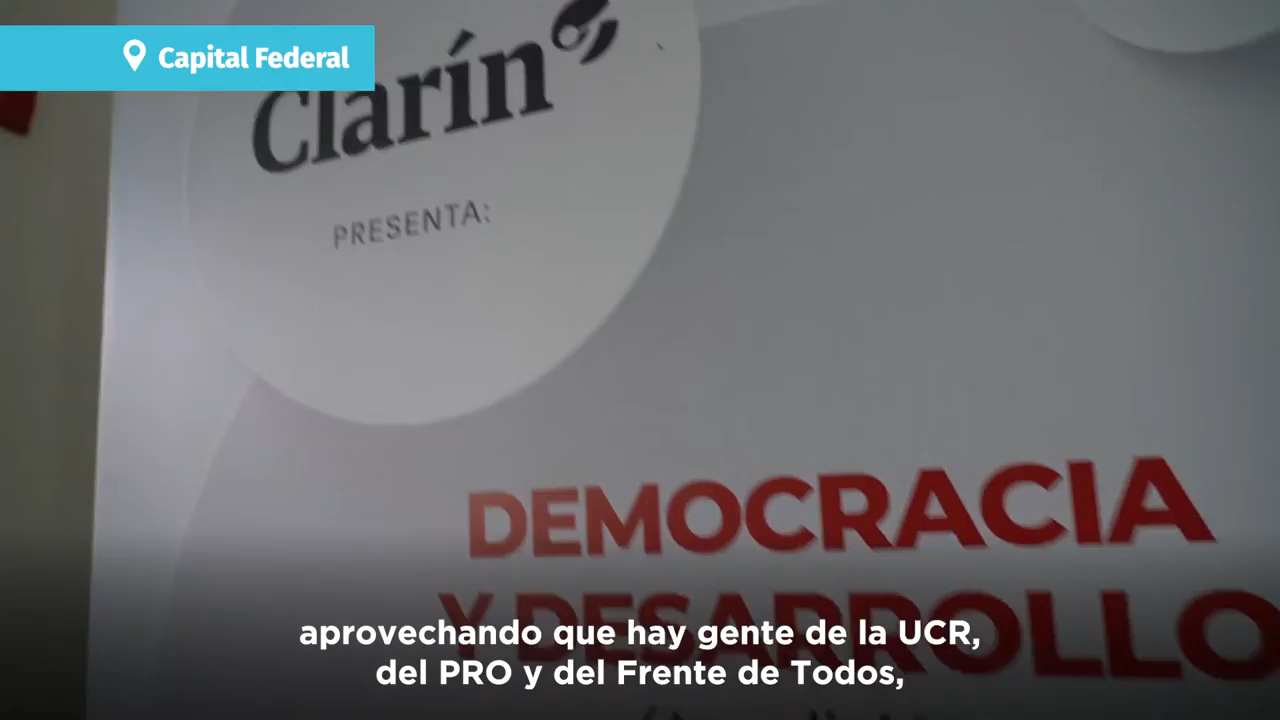 Capital Federal
Clarín
PRESENTA:
DEMOCRACIA
Y DESARROLLO
aprovechando que hay gente de la UCR,
del PRO y del Frente de Todos,